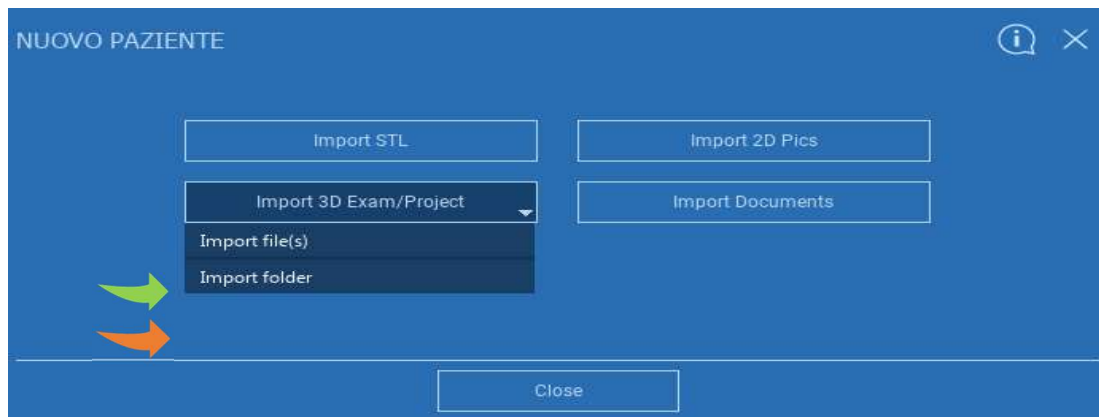 NUOVO PAZIENTE
Import STL
Import 2D Pics
Import 3D Exam/Project
Import Documents
Import file(s)
Import folder
Close